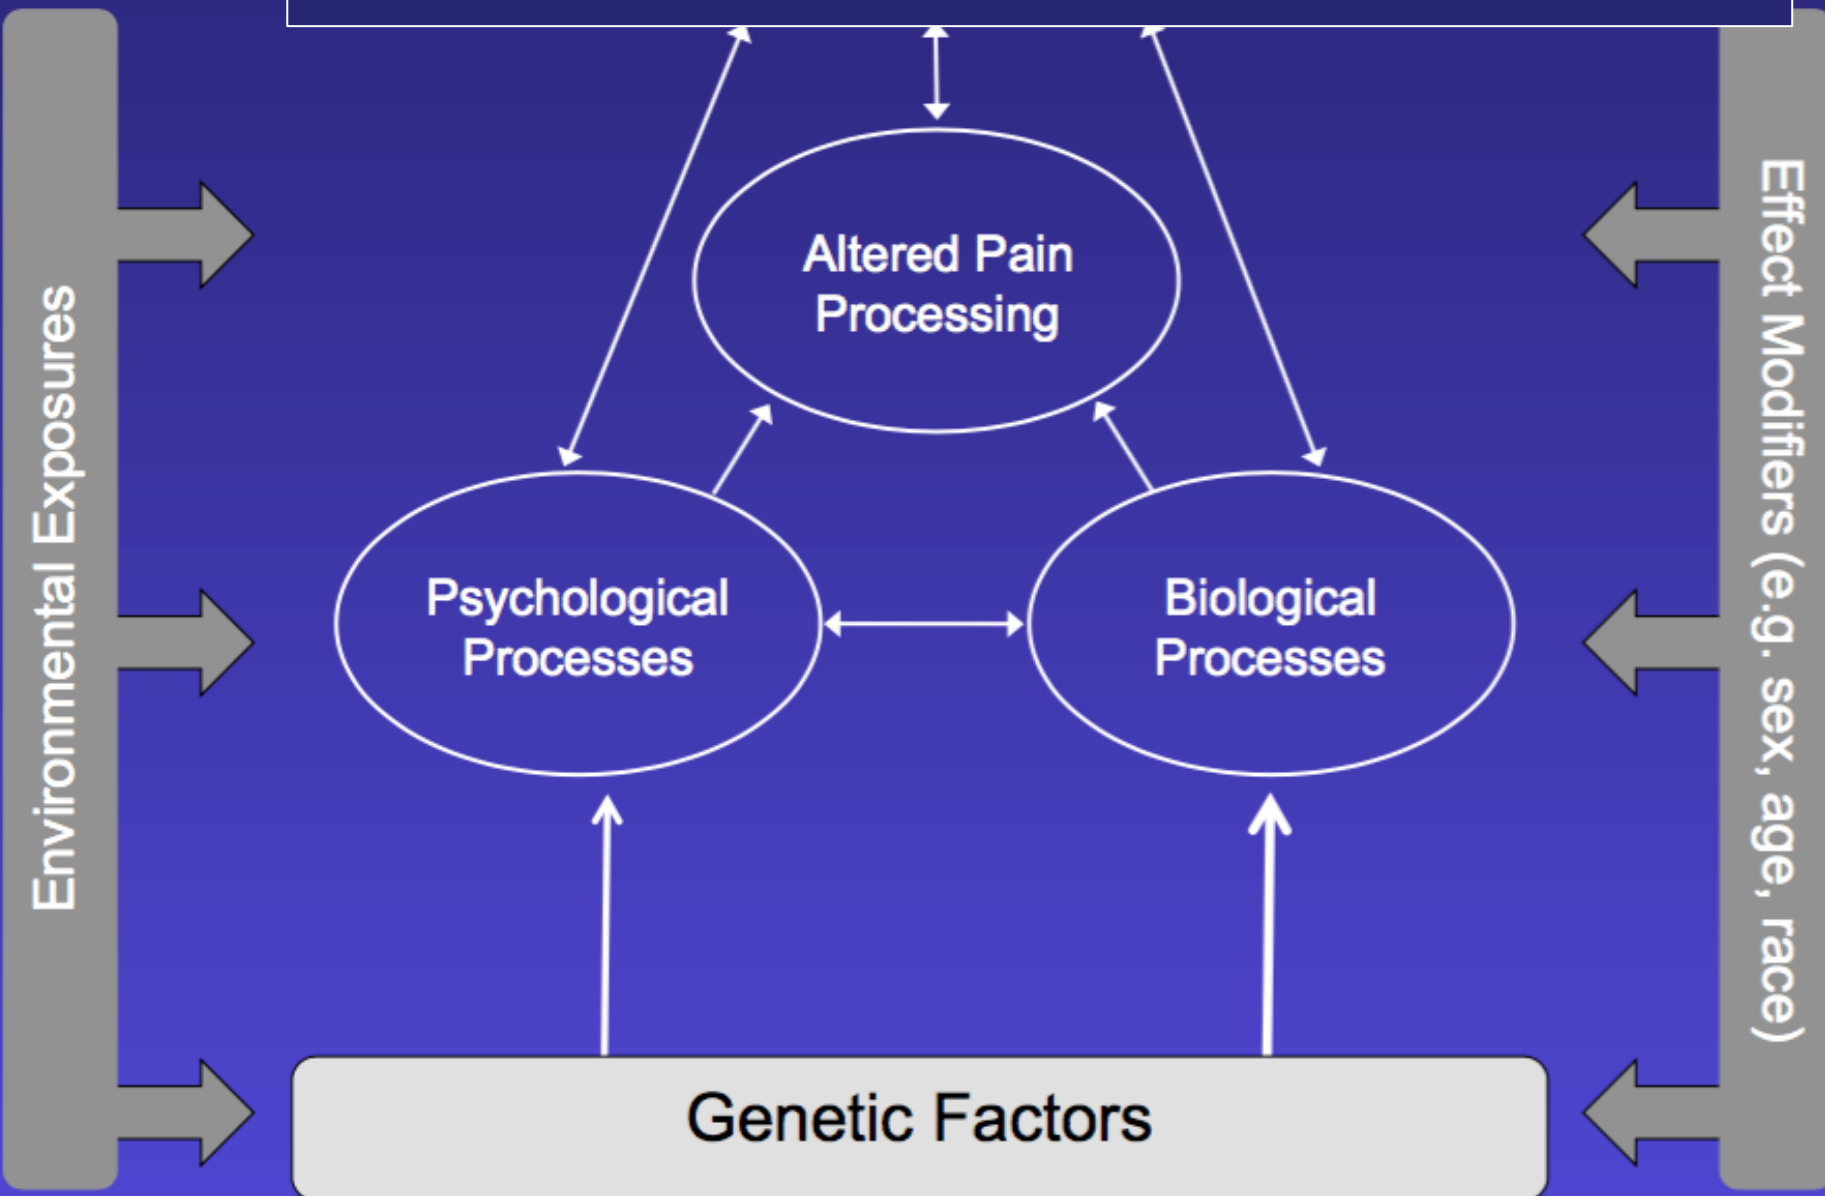 Environmental Exposures
Altered Pain
Processing
Psychological
Processes
Biological
Processes
Genetic Factors
Effect Modifiers (e.g. sex, age, race)